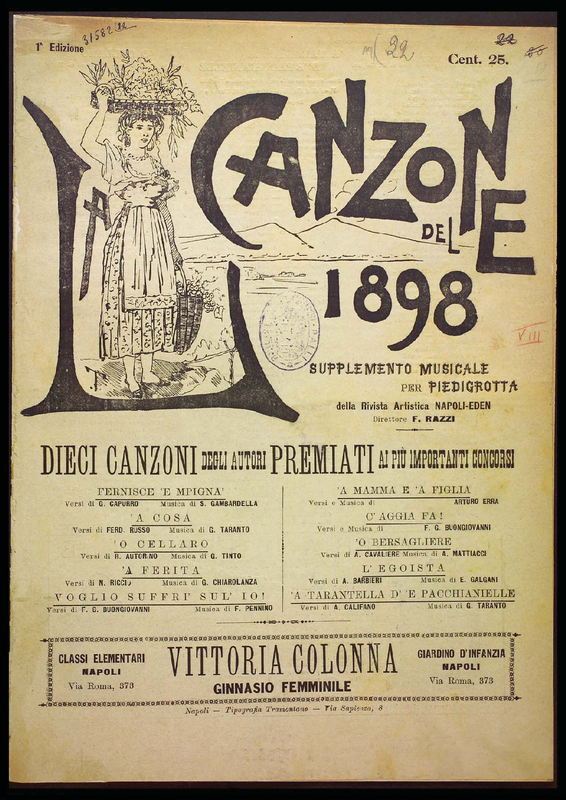 1ª Edizione
31582
22
22
Cent. 25.
LA CANZONE
DEL
1898
VIII
SUPPLEMENTO MUSICALE
PER PIEDIGROTTA
della Rivista Artistica NAPOLI-EDEN
Direttore F. RAZZI
DIECI CANZONI DEGLI AUTORI PREMIATI AI PIÙ IMPORTANTI CONCORSI
FERNISCE 'E MPIGNA'
Versi di G. CAPURRO Musica di S. GAMBARDELLA
'A COSA
Versi di FERD. RUSSO Musica di G. TARANTO
'O CELLARO
Versi di R. AUTORINO Musica di G. TINTO
'A FERITA
Versi di N. RICCIO Musica di G. CHIAROLANZA
VOGLIO SUFFRI' SUL' IO!
Versi di F. G. BUONGIOVANNI Musica di F. PENNINO
'A MAMMA E 'A FIGLIA
Versi e Musica di ARTURO ERRA
C' AGGIA FA!
Versi e Musica di F. G. BUONGIOVANNI
'O BERSAGLIERE
Versi di A. CAVALIERE Musica di A. MATTIACCI
L' EGOISTA
Versi di A. BARBIERI Musica di E. GALGANI
'A TARANTELLA D' 'E PACCHIANELLE
Versi di A. CALIFANO Musica di G. TARANTO
CLASSI ELEMENTARI
NAPOLI
Via Roma, 373
VITTORIA COLONNA
GINNASIO FEMMINILE
GIARDINO D'INFANZIA
NAPOLI
Via Roma, 373
Napoli — Tipografia Tramontano — Via Sapienza, 8